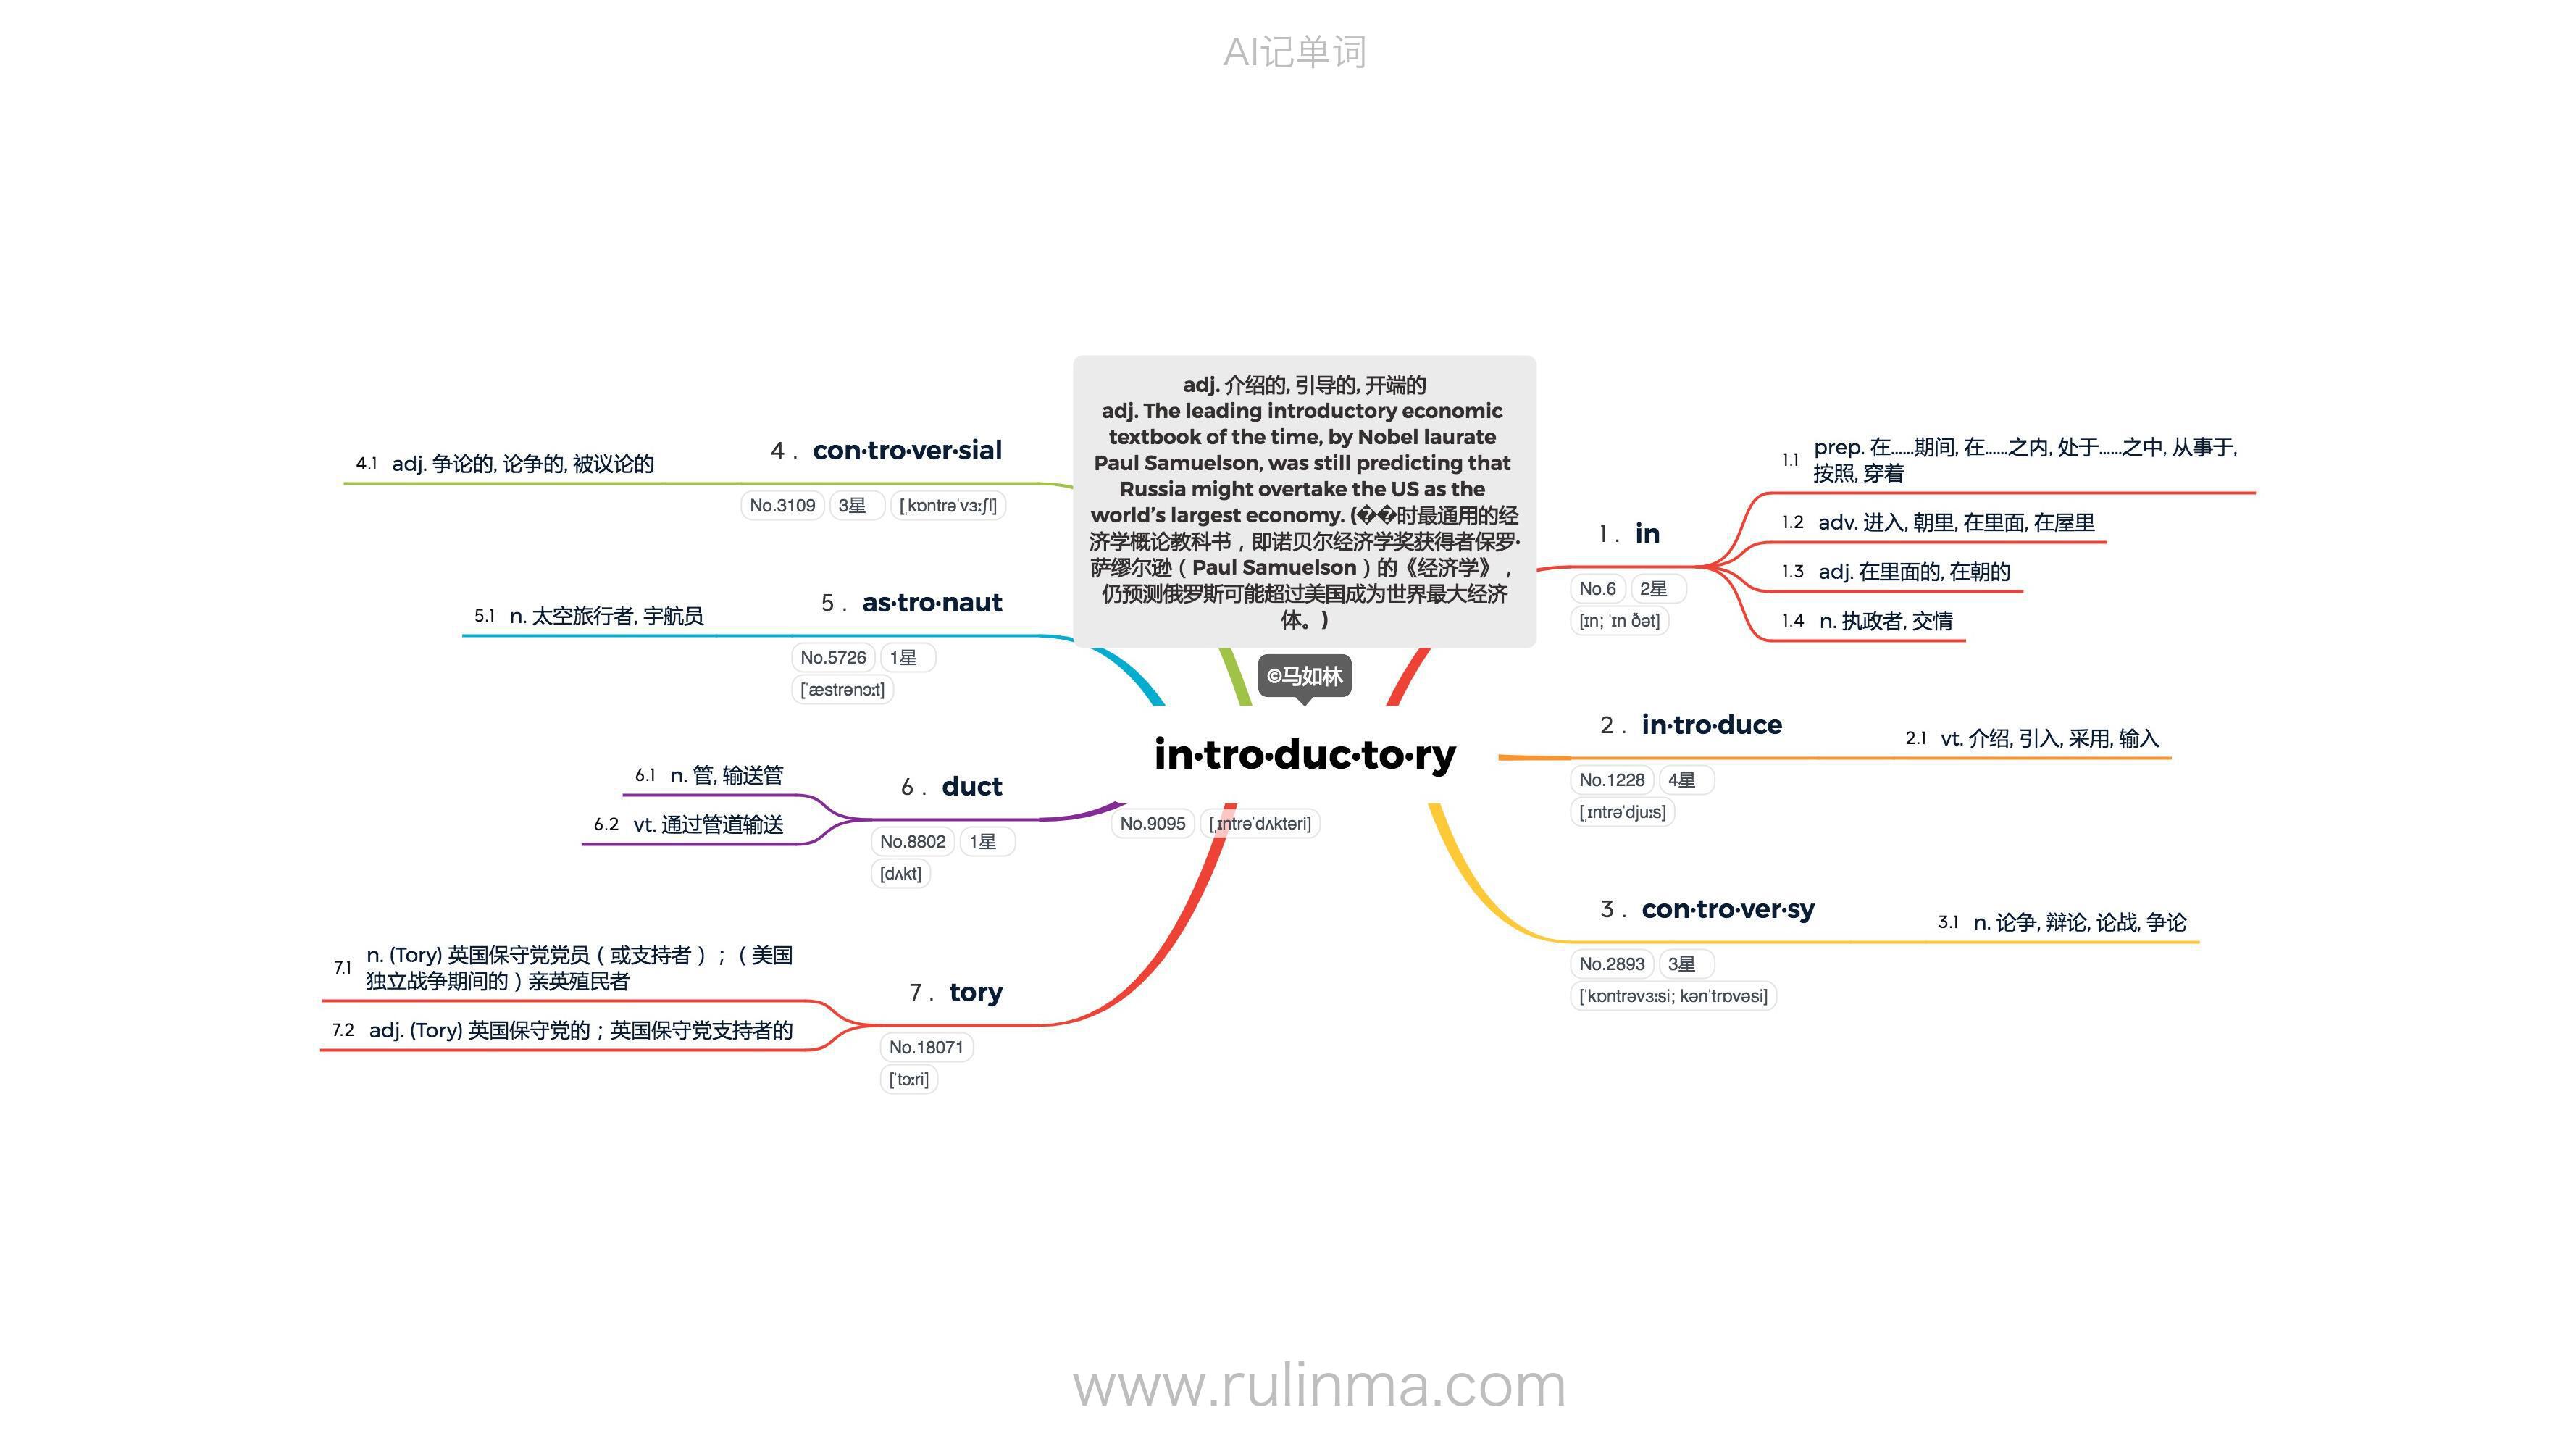 AI记单词
adj. 介绍的, 引导的, 开端的
adj. The leading introductory economic
textbook of the time, by Nobel laurate
Paul Samuelson, was still predicting that
Russia might overtake the US as the
world’s largest economy. (��时最通用的经
济学概论教科书，即诺贝尔经济学奖获得者保罗·
萨缪尔逊（Paul Samuelson）的《经济学》，
仍预测俄罗斯可能超过美国成为世界最大经济
体。)
©马如林
in·tro·duc·to·ry
No.9095 [ˌɪntrəˈdʌktəri]
1 . in
No.6 2星
[ɪn; ˈɪn ðət]
1.1 prep. 在……期间, 在……之内, 处于……之中, 从事于,
按照, 穿着
1.2 adv. 进入, 朝里, 在里面, 在屋里
1.3 adj. 在里面的, 在朝的
1.4 n. 执政者, 交情
2 . in·tro·duce
No.1228 4星
[ˌɪntrəˈdjuːs]
2.1 vt. 介绍, 引入, 采用, 输入
3 . con·tro·ver·sy
No.2893 3星
[ˈkɒntrəvɜːsi; kənˈtrɒvəsi]
3.1 n. 论争, 辩论, 论战, 争论
4 . con·tro·ver·sial
No.3109 3星 [ˌkɒntrəˈvɜːʃl]
4.1 adj. 争论的, 论争的, 被议论的
5 . as·tro·naut
No.5726 1星
[ˈæstrənɔːt]
5.1 n. 太空旅行者, 宇航员
6 . duct
No.8802 1星
[dʌkt]
6.1 n. 管, 输送管
6.2 vt. 通过管道输送
7 . tory
No.18071
[ˈtɔːri]
7.1 n. (Tory) 英国保守党党员（或支持者）；（美国
独立战争期间的）亲英殖民者
7.2 adj. (Tory) 英国保守党的；英国保守党支持者的
www.rulinma.com